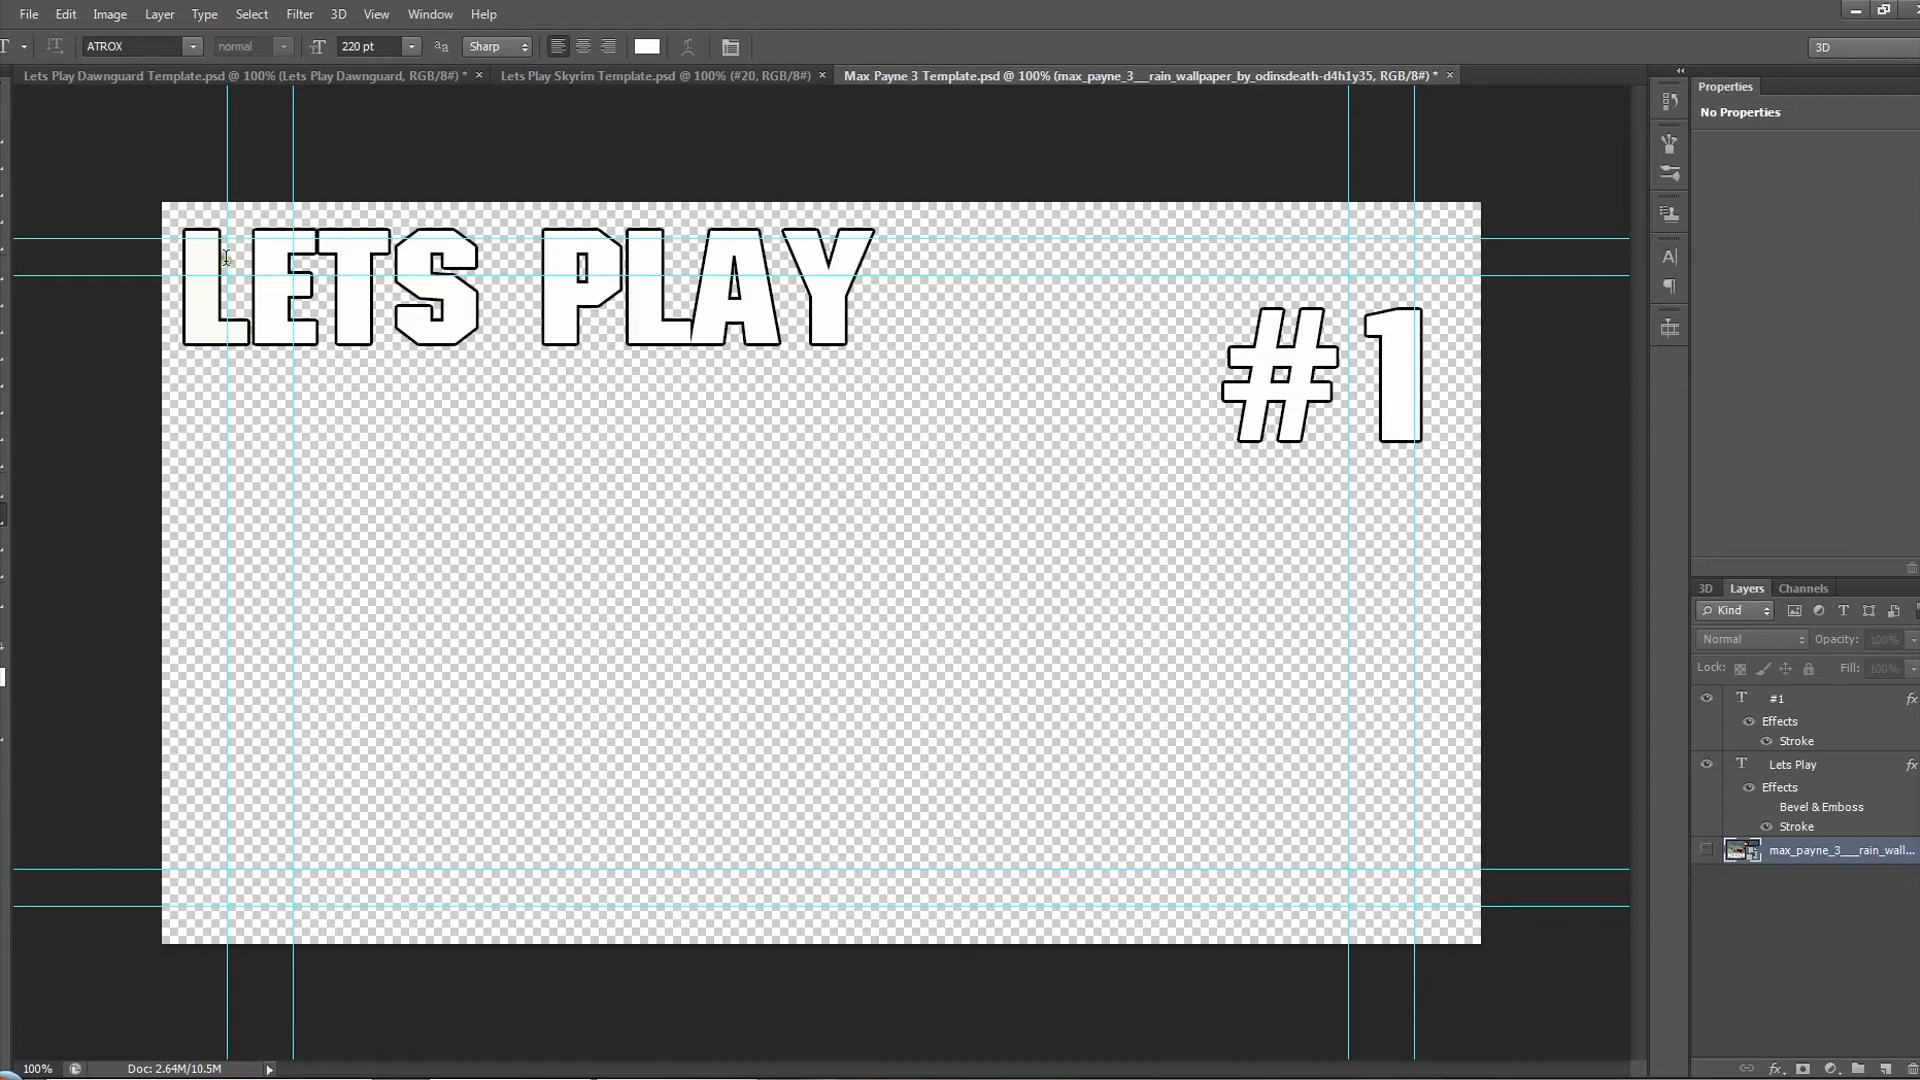 File Edit Image Layer Type Select Filter 3D View Window Help
T ATROX normal 220 pt Sharp 3D
Lets Play Dawnguard Template.psd @ 100% (Lets Play Dawnguard, RGB/8#) * × Lets Play Skyrim Template.psd @ 100% (#20, RGB/8#) × Max Payne 3 Template.psd @ 100% (max_payne_3___rain_wallpaper_by_odinsdeath-d4h1y35, RGB/8#) * ×
Properties
No Properties
LETS PLAY
#1
3D Layers Channels
Kind
Normal Opacity: 100%
Lock: Fill: 100%
T #1 fx
Effects
Stroke
T Lets Play fx
Effects
Bevel & Emboss
Stroke
max_payne_3___rain_wall...
100% Doc: 2.64M/10.5M